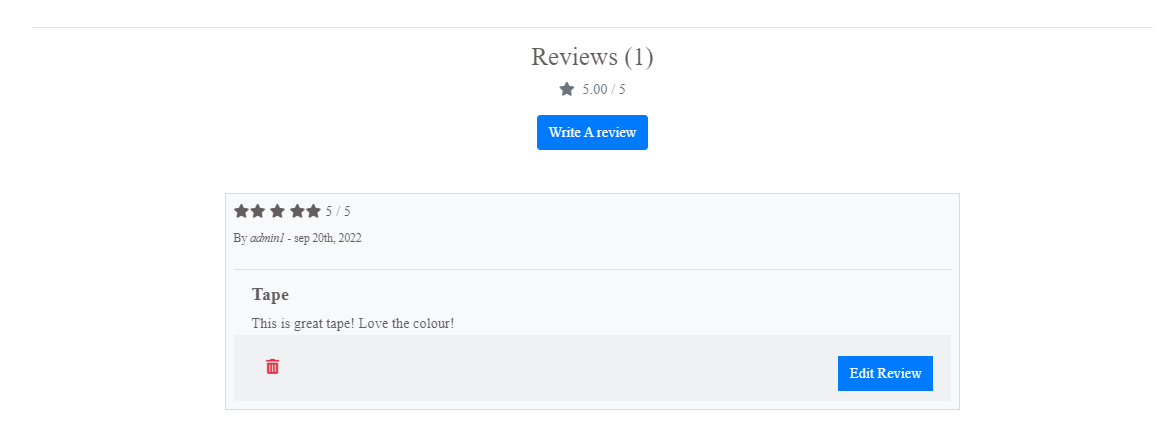 Reviews (1)
5.00 / 5
Write A review
5 / 5
By admin1 - sep 20th, 2022
Tape
This is great tape! Love the colour!
Edit Review